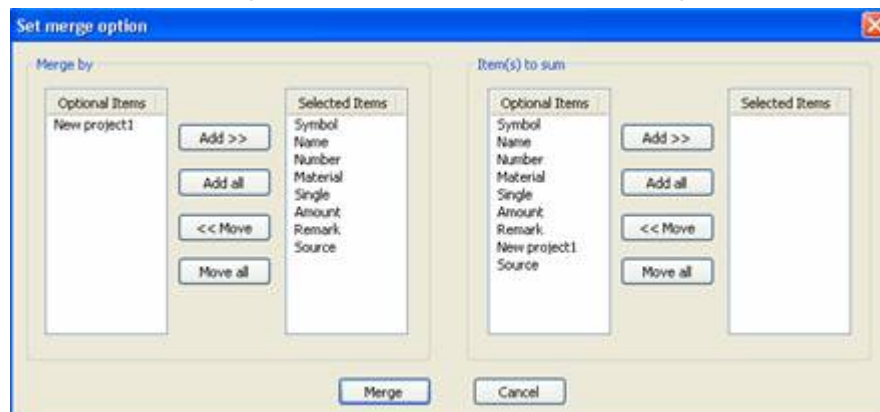 Set merge option
Merge by
Item(s) to sum
Optional Items
New project1
Add >>
Add all
<< Move
Move all
Selected Items
Symbol
Name
Number
Material
Single
Amount
Remark
Source
Optional Items
Symbol
Name
Number
Material
Single
Amount
Remark
New project1
Source
Add >>
Add all
<< Move
Move all
Selected Items
Merge
Cancel